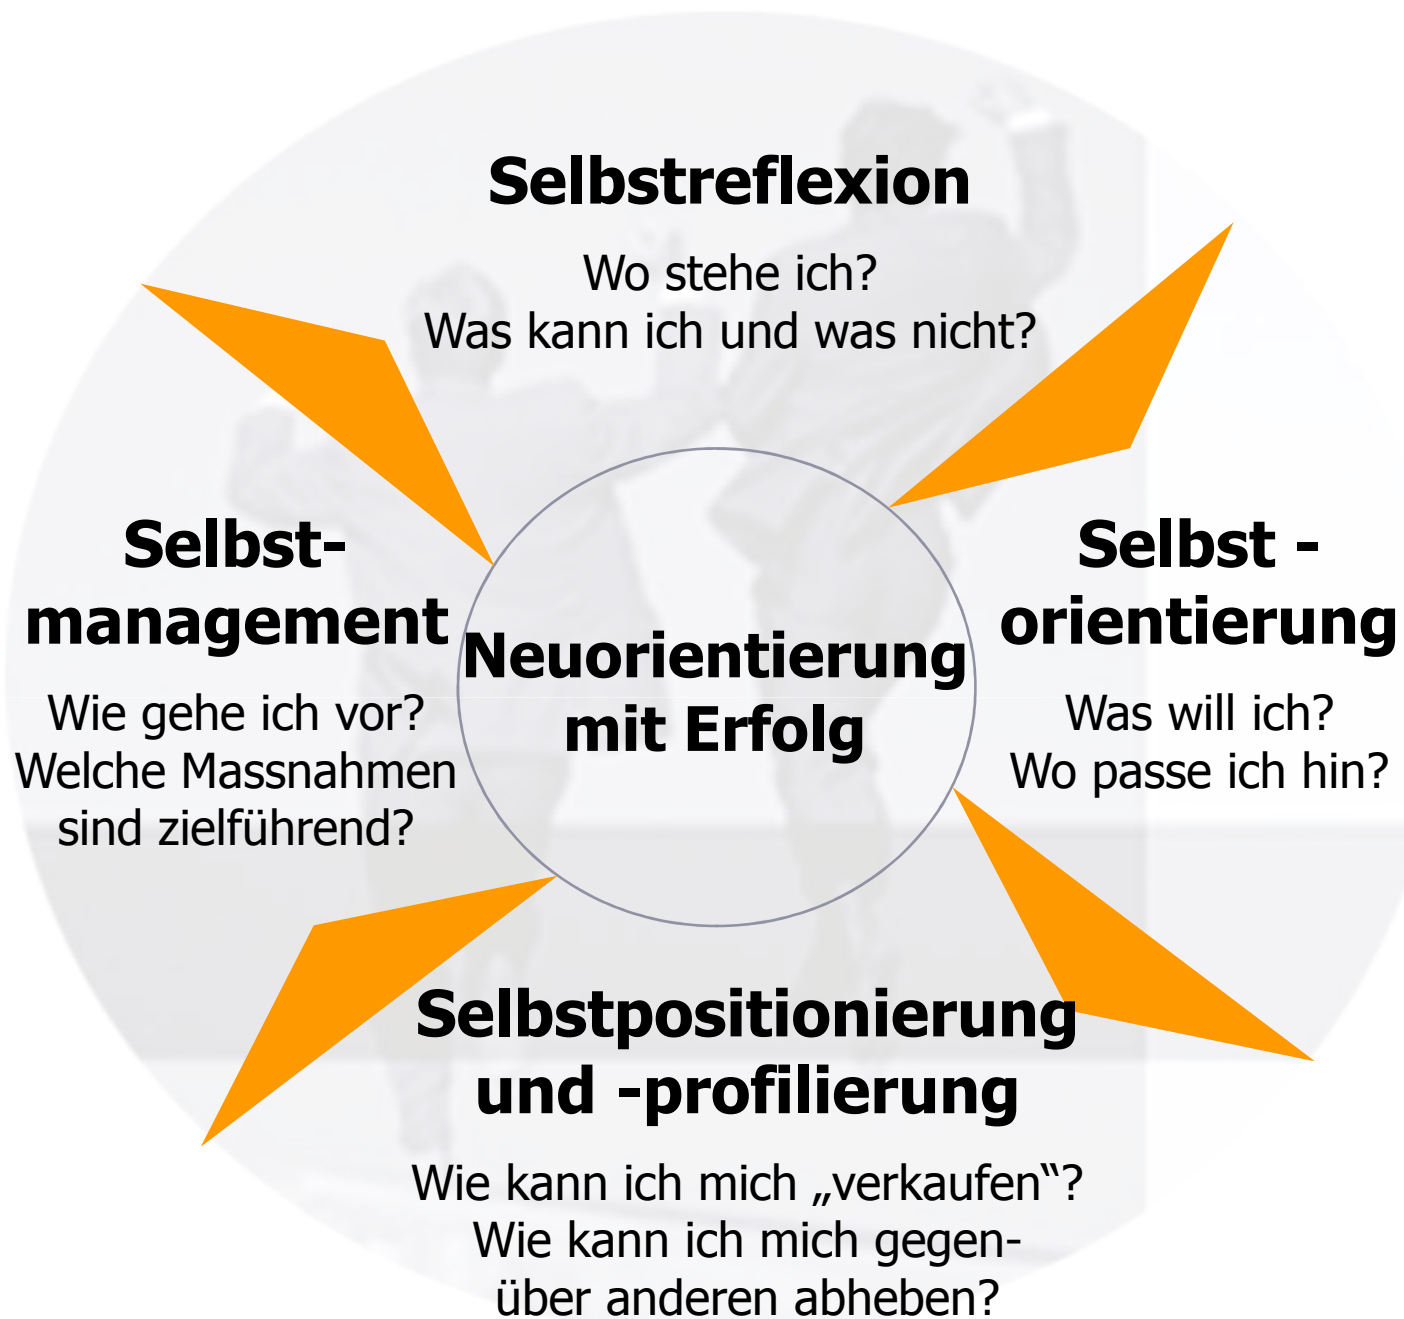 Selbstreflexion
Wo stehe ich?
Was kann ich und was nicht?
Selbst-
management
Wie gehe ich vor?
Welche Massnahmen
sind zielführend?
Neuorientierung
mit Erfolg
Selbst -
orientierung
Was will ich?
Wo passe ich hin?
Selbstpositionierung
und -profilierung
Wie kann ich mich „verkaufen“?
Wie kann ich mich gegen-
über anderen abheben?